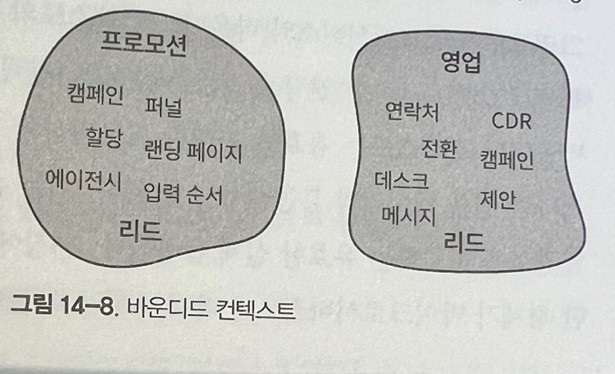 프로모션
캠페인 퍼널
할당 랜딩 페이지
에이전시 입력 순서
리드
영업
연락처 CDR
전환 캠페인
데스크 제안
메시지
리드
그림 14-8. 바운디드 컨텍스트